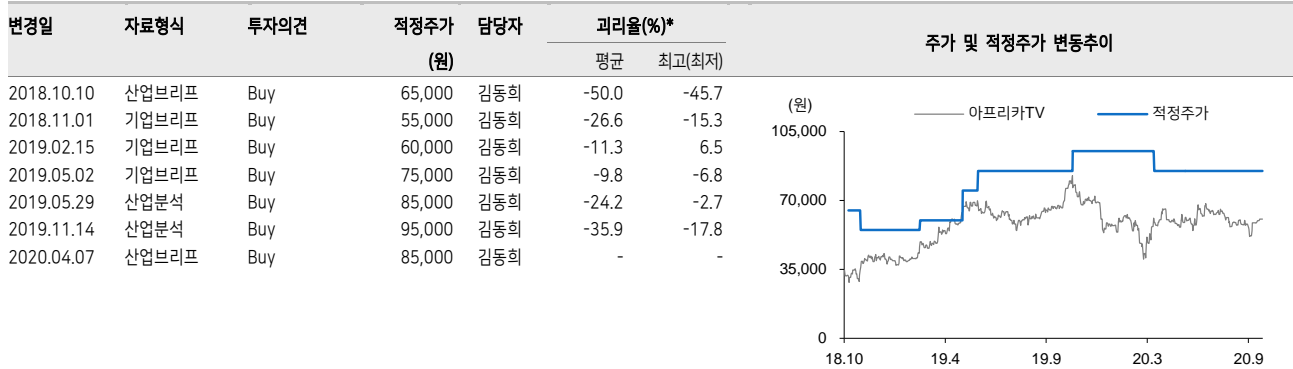 변경일 자료형식 투자의견 적정주가 담당자 괴리율(%)* 주가 및 적정주가 변동추이
(원) 평균 최고(최저)
2018.10.10 산업브리프 Buy 65,000 김동희 -50.0 -45.7
2018.11.01 기업브리프 Buy 55,000 김동희 -26.6 -15.3
2019.02.15 기업브리프 Buy 60,000 김동희 -11.3 6.5
2019.05.02 기업브리프 Buy 75,000 김동희 -9.8 -6.8
2019.05.29 산업분석 Buy 85,000 김동희 -24.2 -2.7
2019.11.14 산업분석 Buy 95,000 김동희 -35.9 -17.8
2020.04.07 산업브리프 Buy 85,000 김동희 - -
(원) 아프리카TV 적정주가
105,000
70,000
35,000
0
18.10 19.4 19.9 20.3 20.9